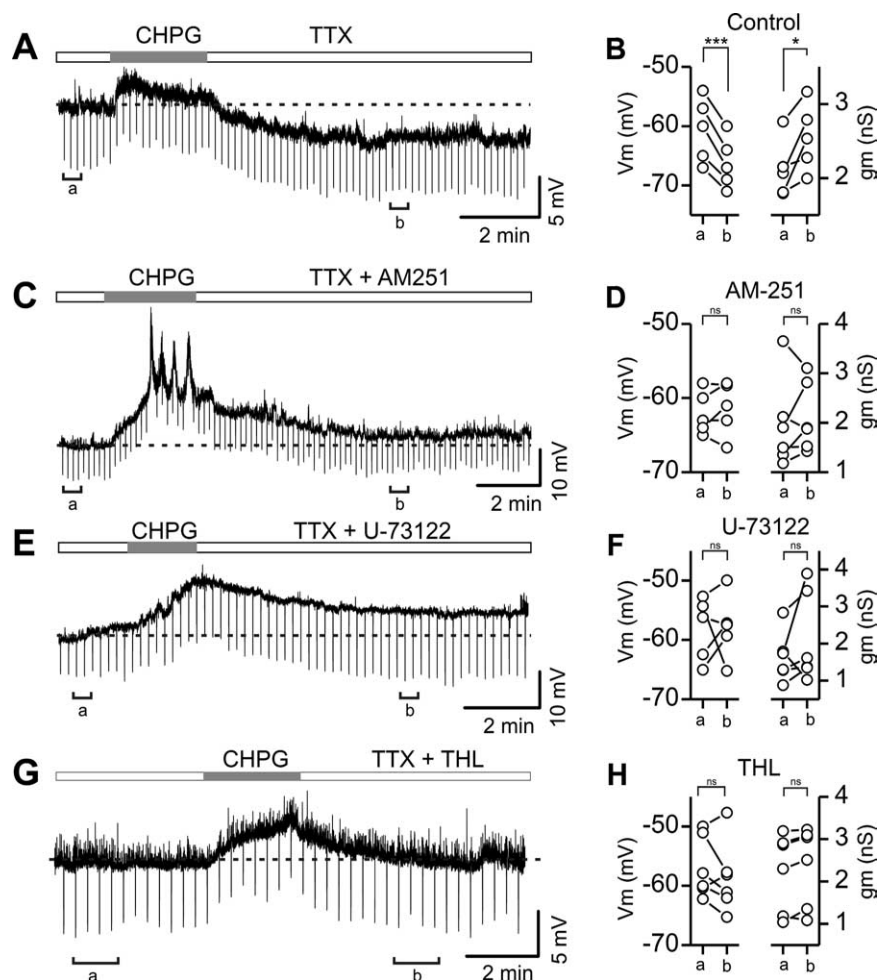 A
CHPG TTX
a
b
5 mV
2 min
B
Control
*** *
-50
-60
-70
Vm (mV)
3
2
gm (nS)
a b a b
C
CHPG TTX + AM251
a
b
10 mV
2 min
D
AM-251
ns ns
-50
-60
-70
Vm (mV)
4
3
2
1
gm (nS)
a b a b
E
CHPG TTX + U-73122
a
b
10 mV
2 min
F
U-73122
ns ns
-50
-60
-70
Vm (mV)
4
3
2
1
gm (nS)
a b a b
G
CHPG TTX + THL
a
b
5 mV
2 min
H
THL
ns ns
-50
-60
-70
Vm (mV)
4
3
2
1
gm (nS)
a b a b